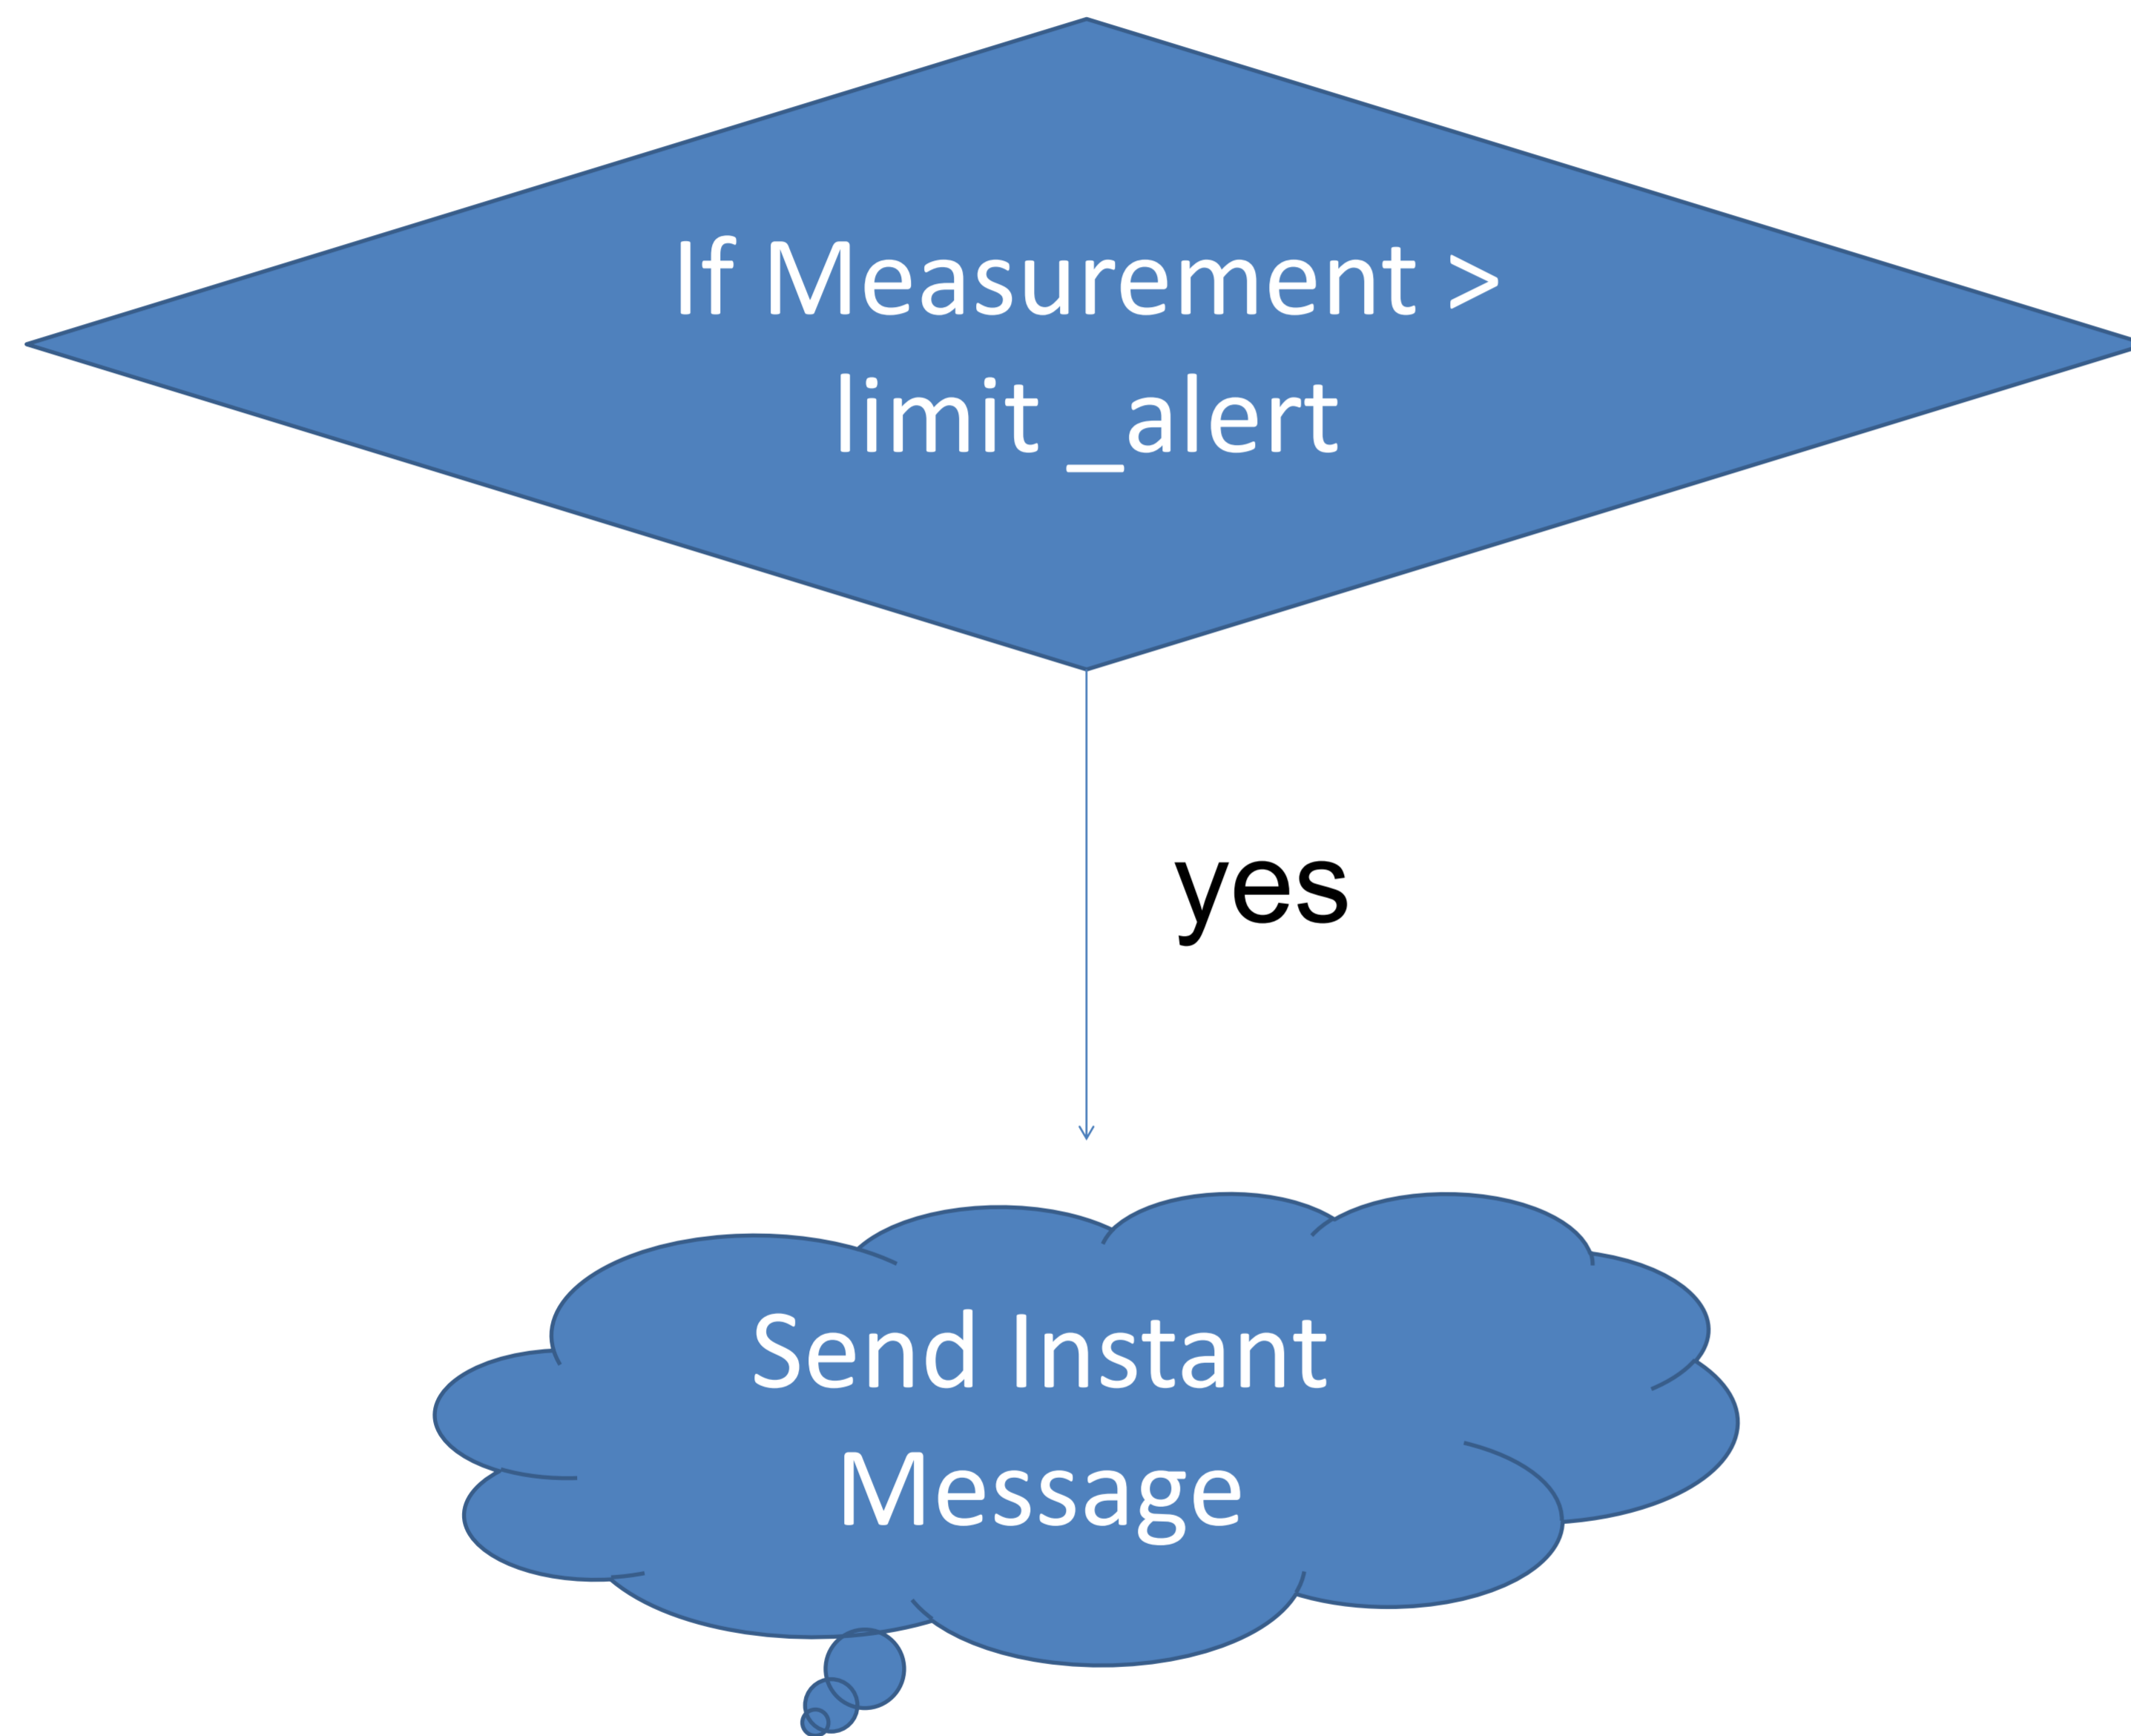 If Measurement >
limit _alert
yes
Send Instant
Message